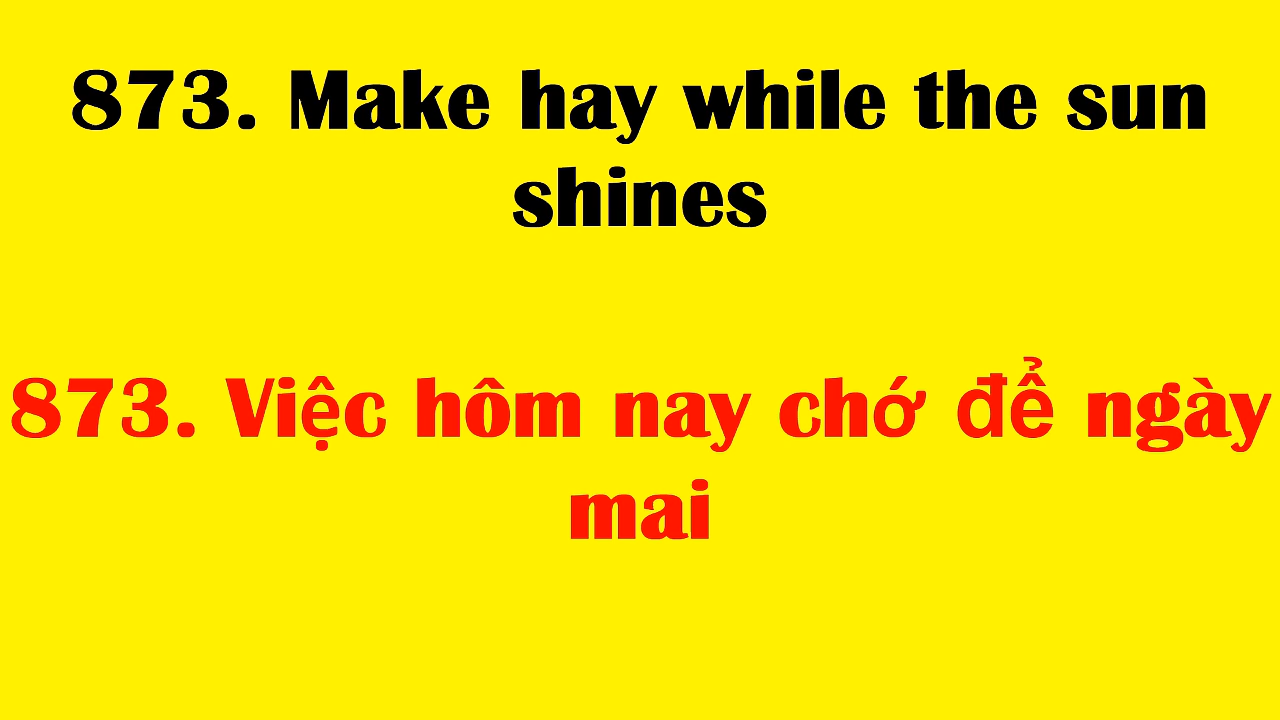 873. Make hay while the sun
shines
873. Việc hôm nay chớ để ngày
mai